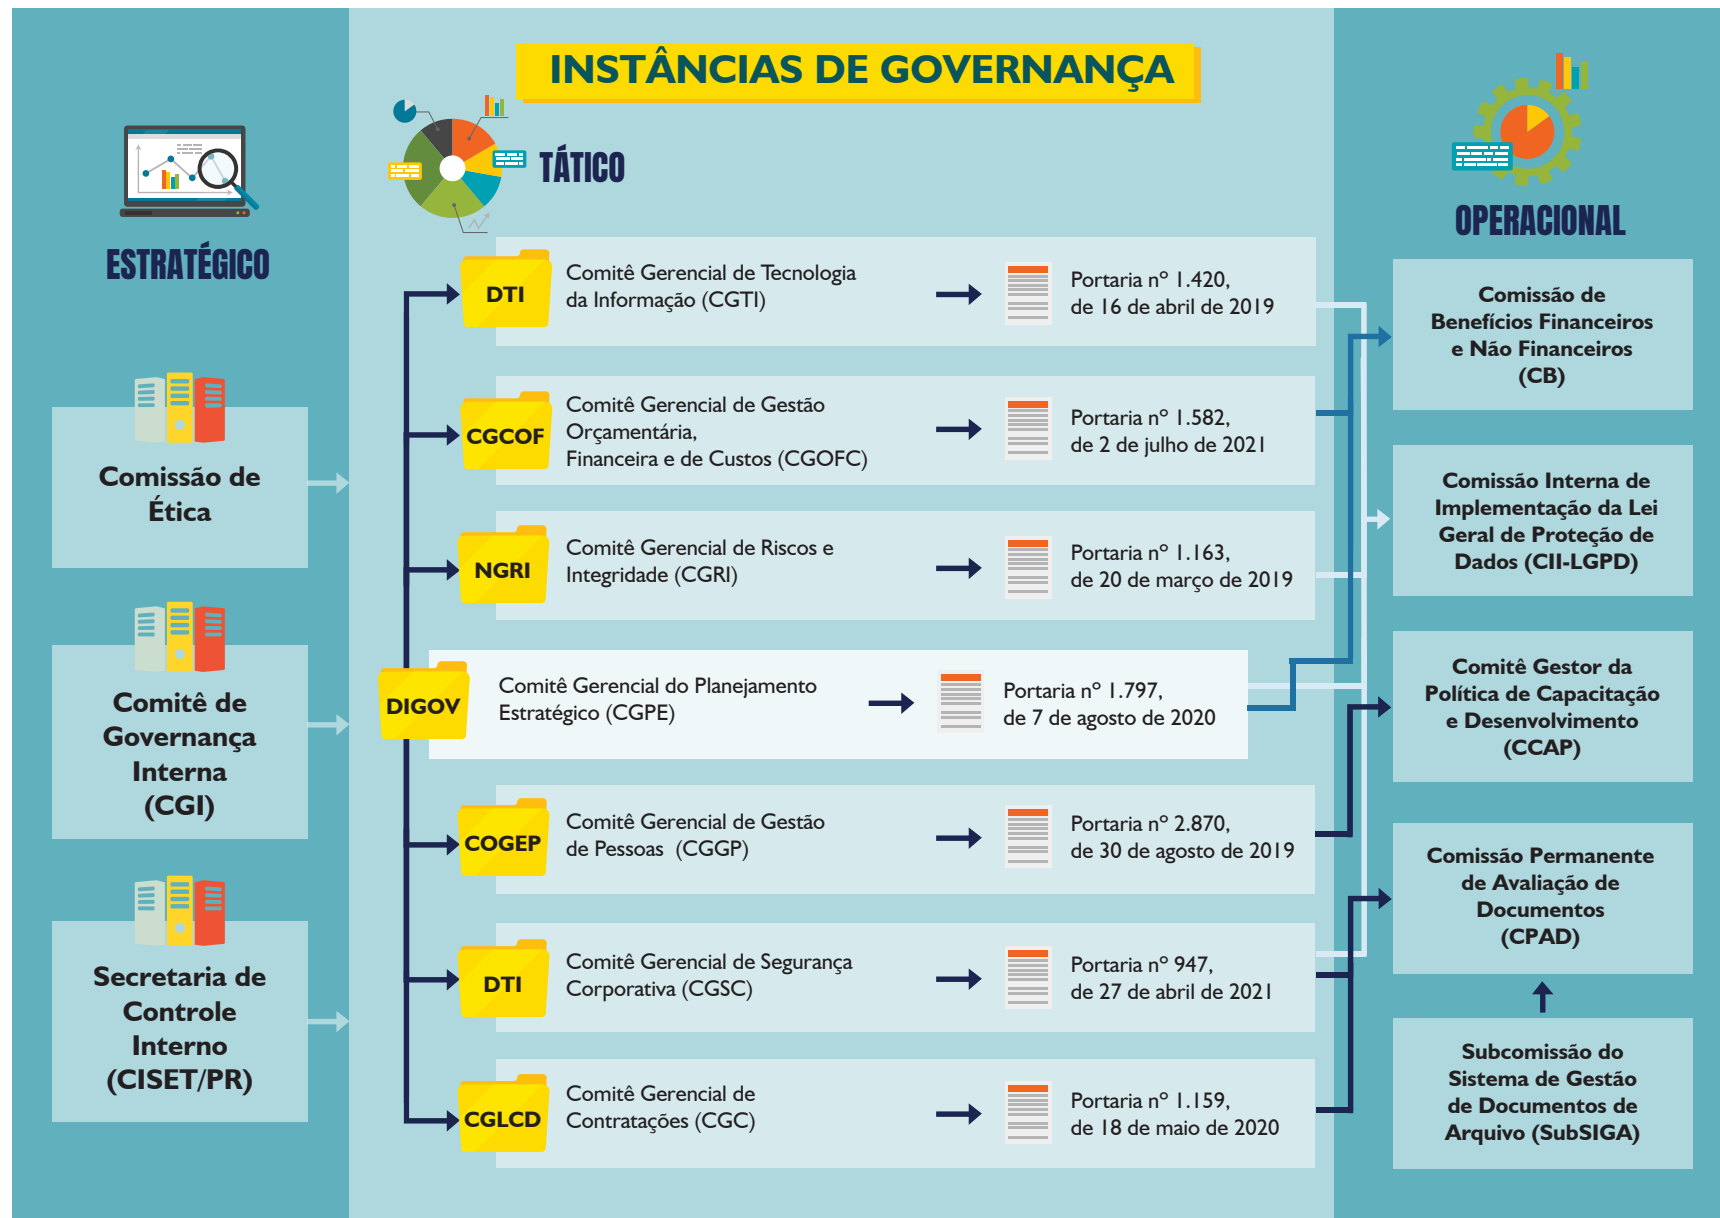 INSTÂNCIAS DE GOVERNANÇA
ESTRATÉGICO
Comissão de
Ética
Comitê de
Governança
Interna
(CGI)
Secretaria de
Controle
Interno
(CISET/PR)
TÁTICO
DTI
Comitê Gerencial de Tecnologia
da Informação (CGTI)
Portaria nº 1.420,
de 16 de abril de 2019
CGCOF
Comitê Gerencial de Gestão
Orçamentária,
Financeira e de Custos (CGOFC)
Portaria nº 1.582,
de 2 de julho de 2021
NGRI
Comitê Gerencial de Riscos e
Integridade (CGRI)
Portaria nº 1.163,
de 20 de março de 2019
DIGOV
Comitê Gerencial do Planejamento
Estratégico (CGPE)
Portaria nº 1.797,
de 7 de agosto de 2020
COGEP
Comitê Gerencial de Gestão
de Pessoas (CGGP)
Portaria nº 2.870,
de 30 de agosto de 2019
DTI
Comitê Gerencial de Segurança
Corporativa (CGSC)
Portaria nº 947,
de 27 de abril de 2021
CGLCD
Comitê Gerencial de
Contratações (CGC)
Portaria nº 1.159,
de 18 de maio de 2020
OPERACIONAL
Comissão de
Benefícios Financeiros
e Não Financeiros
(CB)
Comissão Interna de
Implementação da Lei
Geral de Proteção de
Dados (CII-LGPD)
Comitê Gestor da
Política de Capacitação
e Desenvolvimento
(CCAP)
Comissão Permanente
de Avaliação de
Documentos
(CPAD)
Subcomissão do
Sistema de Gestão
de Documentos de
Arquivo (SubSIGA)